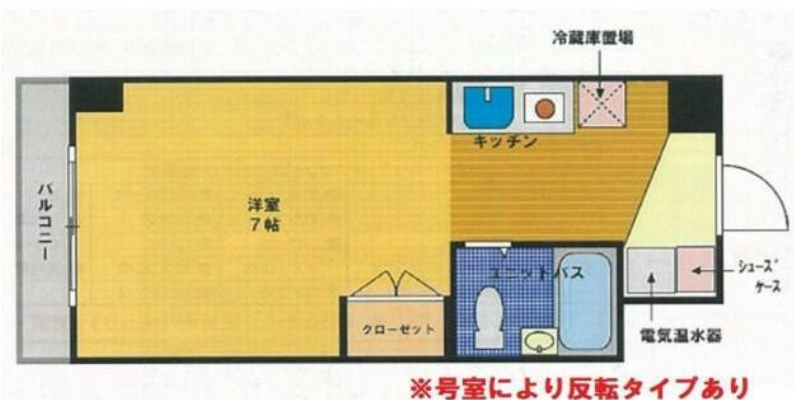 冷蔵庫置場
キッチン
バルコニー
洋室
7帖
ユニットバス
シューズ
ケース
クローゼット
電気温水器
※号室により反転タイプあり